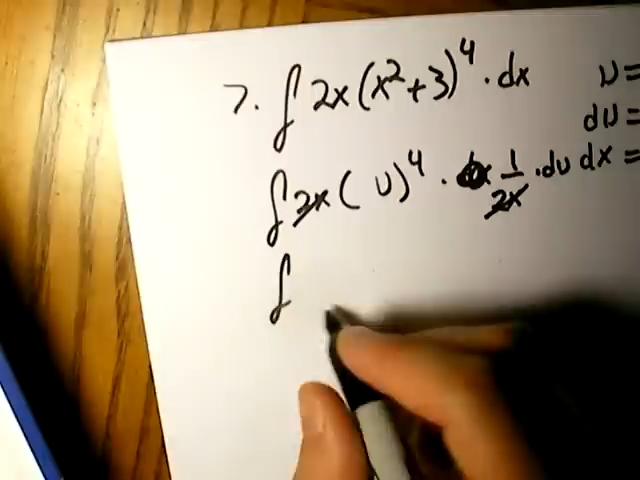 7. ∫ 2x(x²+3)⁴ · dx u=
du=
∫ 2x( u)⁴ · 1/2x · du dx=
∫